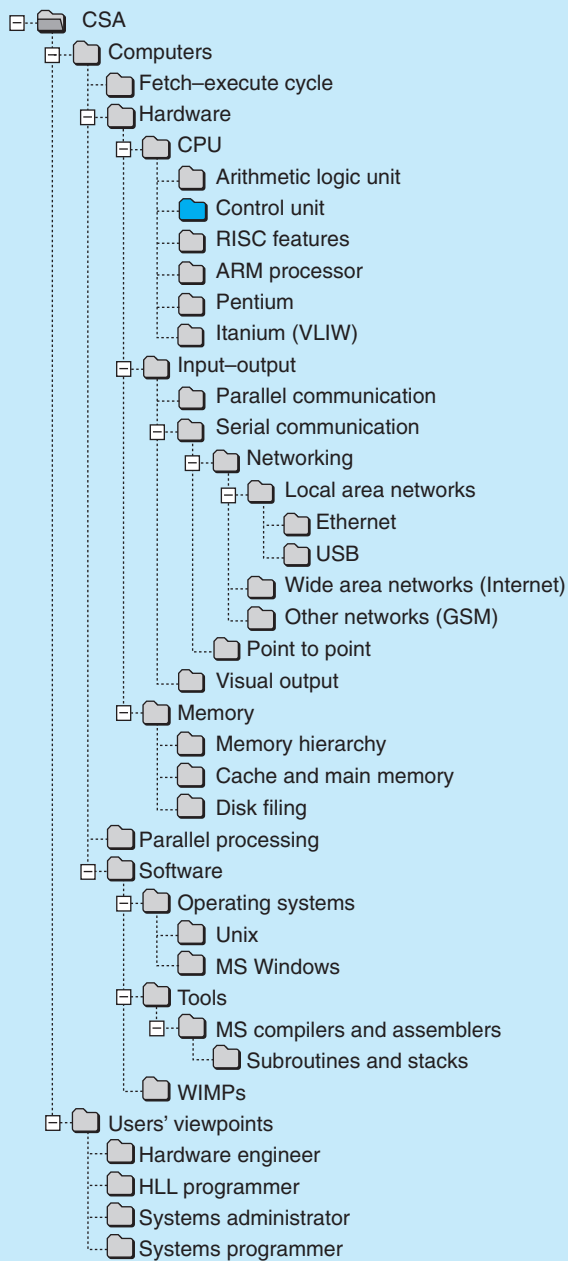 CSA
Computers
Fetch–execute cycle
Hardware
CPU
Arithmetic logic unit
Control unit
RISC features
ARM processor
Pentium
Itanium (VLIW)
Input–output
Parallel communication
Serial communication
Networking
Local area networks
Ethernet
USB
Wide area networks (Internet)
Other networks (GSM)
Point to point
Visual output
Memory
Memory hierarchy
Cache and main memory
Disk filing
Parallel processing
Software
Operating systems
Unix
MS Windows
Tools
MS compilers and assemblers
Subroutines and stacks
WIMPs
Users’ viewpoints
Hardware engineer
HLL programmer
Systems administrator
Systems programmer